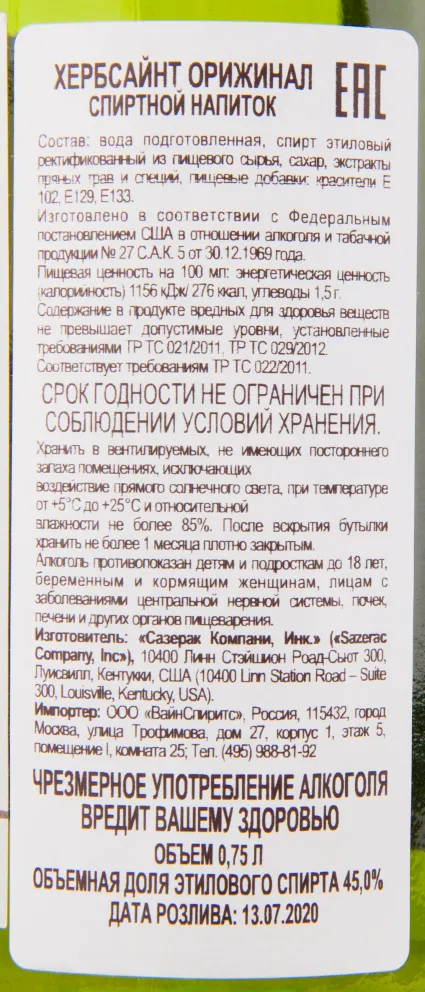 ХЕРБСАЙНТ ОРИЖИНАЛ
СПИРТНОЙ НАПИТОК
EAC
Состав: вода подготовленная, спирт этиловый
ректификованный из пищевого сырья, сахар, экстракты
пряных трав и специй, пищевые добавки: красители Е
102, Е129, Е133.
Изготовлено в соответствии с Федеральным
постановлением США в отношении алкоголя и табачной
продукции № 27 С.А.К. 5 от 30.12.1969 года.
Пищевая ценность на 100 мл: энергетическая ценность
(калорийность) 1156 кДж/ 276 ккал, углеводы 1,5 г.
Содержание в продукте вредных для здоровья веществ
не превышает допустимые уровни, установленные
требованиями ТР ТС 021/2011, ТР ТС 029/2012.
Соответствует требованиям ТР ТС 022/2011.
СРОК ГОДНОСТИ НЕ ОГРАНИЧЕН ПРИ
СОБЛЮДЕНИИ УСЛОВИЙ ХРАНЕНИЯ.
Хранить в вентилируемых, не имеющих постороннего
запаха помещениях, исключающих
воздействие прямого солнечного света, при температуре
от +5°С до +25°С и относительной
влажности не более 85%. После вскрытия бутылки
хранить не более 1 месяца плотно закрытым.
Алкоголь противопоказан детям и подросткам до 18 лет,
беременным и кормящим женщинам, лицам с
заболеваниями центральной нервной системы, почек,
печени и других органов пищеварения.
Изготовитель: «Сазерак Компани, Инк.» («Sazerac
Company, Inc»), 10400 Линн Стэйшион Роад-Сьют 300,
Луисвилл, Кентукки, США (10400 Linn Station Road – Suite
300, Louisville, Kentucky, USA).
Импортер: ООО «ВайнСпиритс», Россия, 115432, город
Москва, улица Трофимова, дом 27, корпус 1, этаж 5,
помещение I, комната 25; Тел. (495) 988-81-92
ЧРЕЗМЕРНОЕ УПОТРЕБЛЕНИЕ АЛКОГОЛЯ
ВРЕДИТ ВАШЕМУ ЗДОРОВЬЮ
ОБЪЕМ 0,75 Л
ОБЪЕМНАЯ ДОЛЯ ЭТИЛОВОГО СПИРТА 45,0%
ДАТА РОЗЛИВА: 13.07.2020